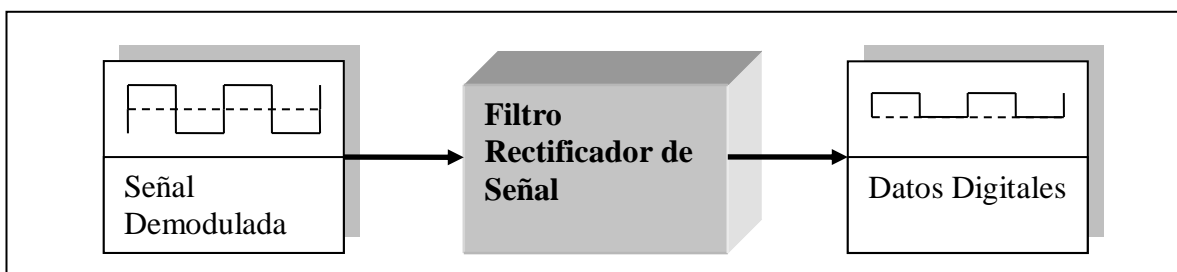 Señal
Demodulada
Filtro
Rectificador de
Señal
Datos Digitales